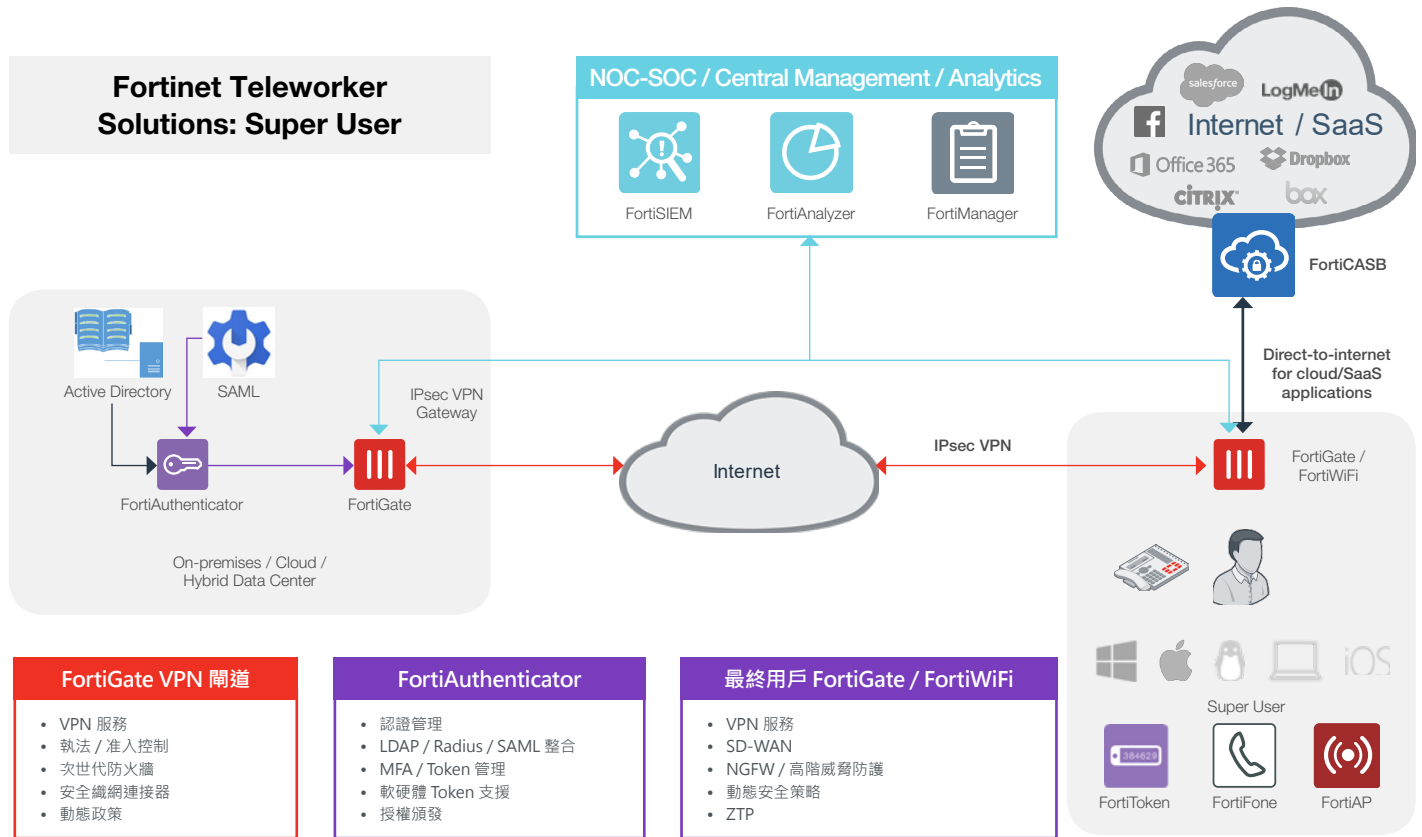 Fortinet Teleworker
Solutions: Super User
NOC-SOC / Central Management / Analytics
FortiSIEM
FortiAnalyzer
FortiManager
salesforce
LogMeIn
Internet / SaaS
Office 365
Dropbox
CİTRIX
box
FortiCASB
Direct-to-internet
for cloud/SaaS
applications
Active Directory
SAML
IPsec VPN
Gateway
FortiAuthenticator
FortiGate
On-premises / Cloud /
Hybrid Data Center
Internet
IPsec VPN
FortiGate /
FortiWiFi
iOS
Super User
384629
FortiToken
FortiFone
FortiAP
FortiGate VPN 閘道
• VPN 服務
• 執法 / 准入控制
• 次世代防火牆
• 安全織網連接器
• 動態政策
FortiAuthenticator
• 認證管理
• LDAP / Radius / SAML 整合
• MFA / Token 管理
• 軟硬體 Token 支援
• 授權頒發
最終用戶 FortiGate / FortiWiFi
• VPN 服務
• SD-WAN
• NGFW / 高階威脅防護
• 動態安全策略
• ZTP